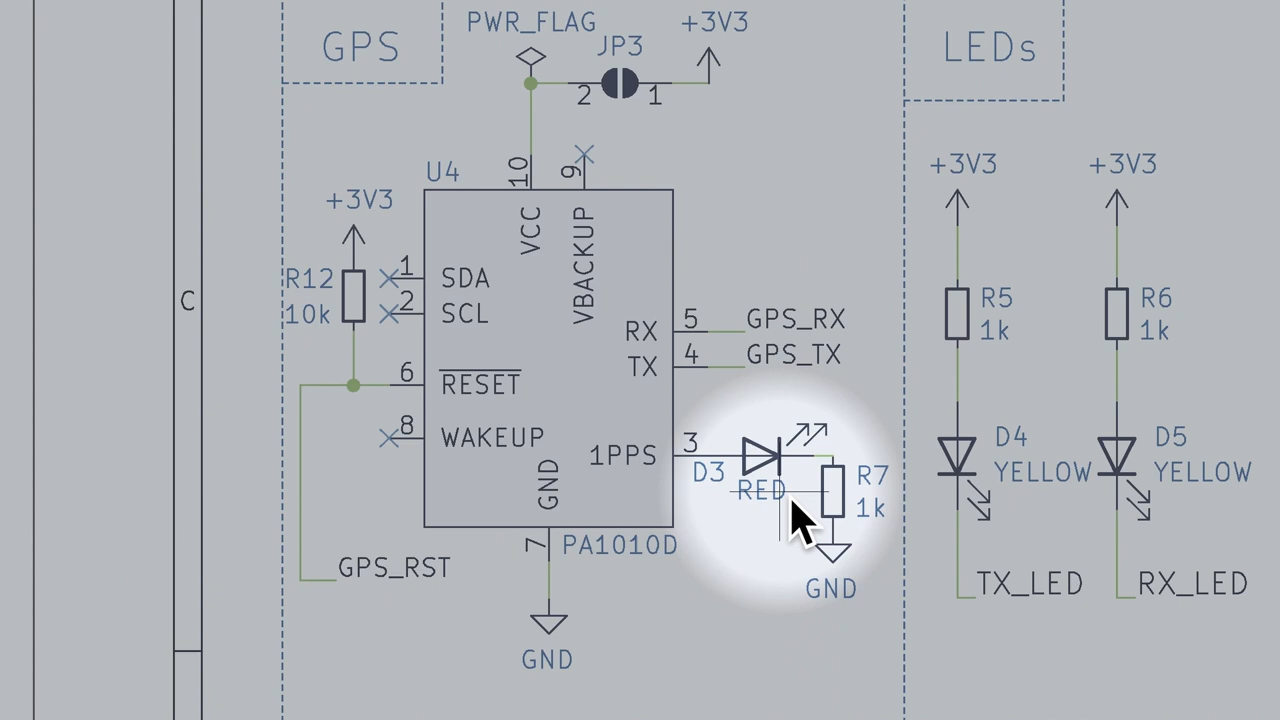 GPS
PWR_FLAG
JP3
+3V3
2
1
LEDs
C
U4
10
9
VCC
VBACKUP
+3V3
R12
10k
1
SDA
2
SCL
6
RESET
8
WAKEUP
GND
7
RX
5
GPS_RX
TX
4
GPS_TX
1PPS
3
D3
RED
R7
1k
GND
PA1010D
GPS_RST
GND
+3V3
R5
1k
D4
YELLOW
TX_LED
+3V3
R6
1k
D5
YELLOW
RX_LED